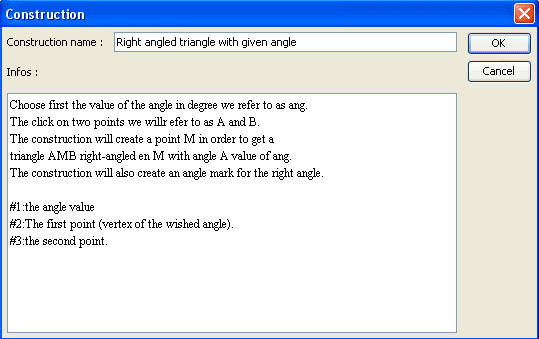 Construction
Construction name : Right angled triangle with given angle OK
Infos : Cancel
Choose first the value of the angle in degree we refer to as ang.
The click on two points we willr efer to as A and B.
The construction will create a point M in order to get a
triangle AMB right-angled en M with angle A value of ang.
The construction will also create an angle mark for the right angle.
#1:the angle value
#2:The first point (vertex of the wished angle).
#3:the second point.